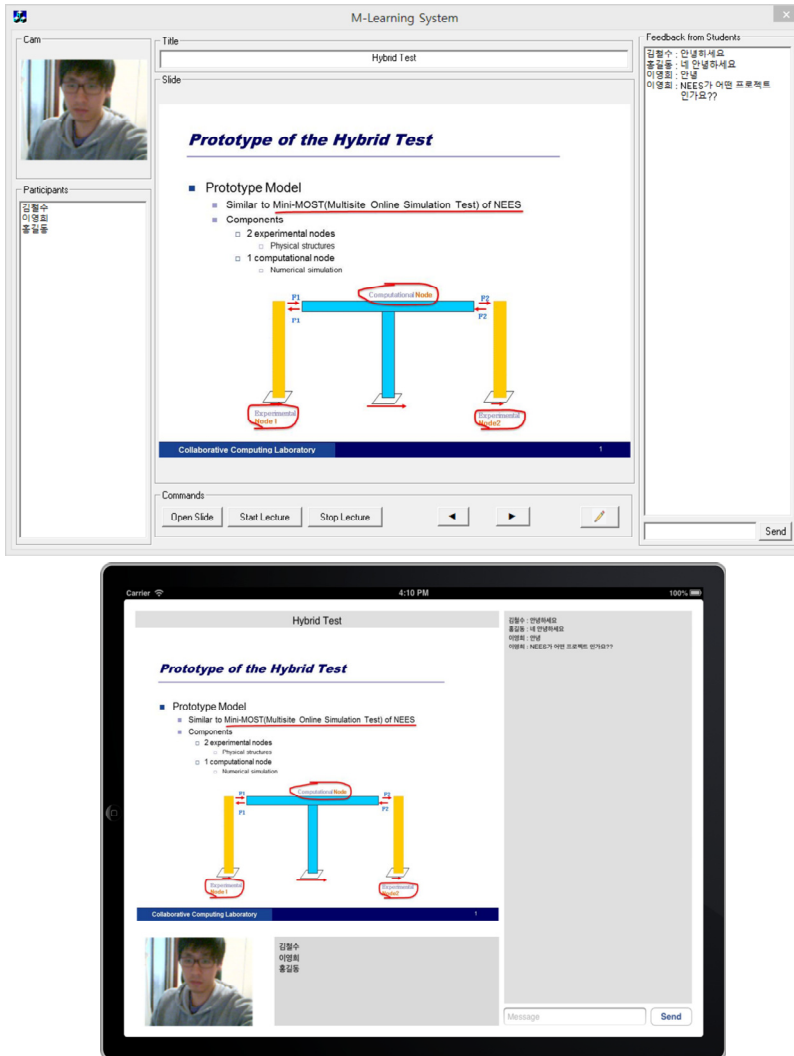 M-Learning System
Cam
Participants
김철수
이영희
홍길동
Title
Hybrid Test
Slide
Prototype of the Hybrid Test
Prototype Model
Similar to Mini-MOST(Multisite Online Simulation Test) of NEES
Components
2 experimental nodes
Physical structures
1 computational node
Numerical simulation
P1
Computational Node
P2
P1
P2
Experimental
Node 1
Experimental
Node2
Collaborative Computing Laboratory
1
Commands
Open Slide
Start Lecture
Stop Lecture
Feedback from Students
김철수 : 안녕하세요
홍길동 : 네 안녕하세요
이영희 : 안녕
이영희 : NEES가 어떤 프로젝트
인가요??
Send
Carrier
4:10 PM
100%
Hybrid Test
Prototype of the Hybrid Test
Prototype Model
Similar to Mini-MOST(Multisite Online Simulation Test) of NEES
Components
2 experimental nodes
Physical structures
1 computational node
Numerical simulation
P1
Computational Node
P2
P1
P2
Experimental
Node 1
Experimental
Node2
Collaborative Computing Laboratory
1
김철수
이영희
홍길동
김철수 : 안녕하세요
홍길동 : 네 안녕하세요
이영희 : 안녕
이영희 : NEES가 어떤 프로젝트 인가요??
Message
Send